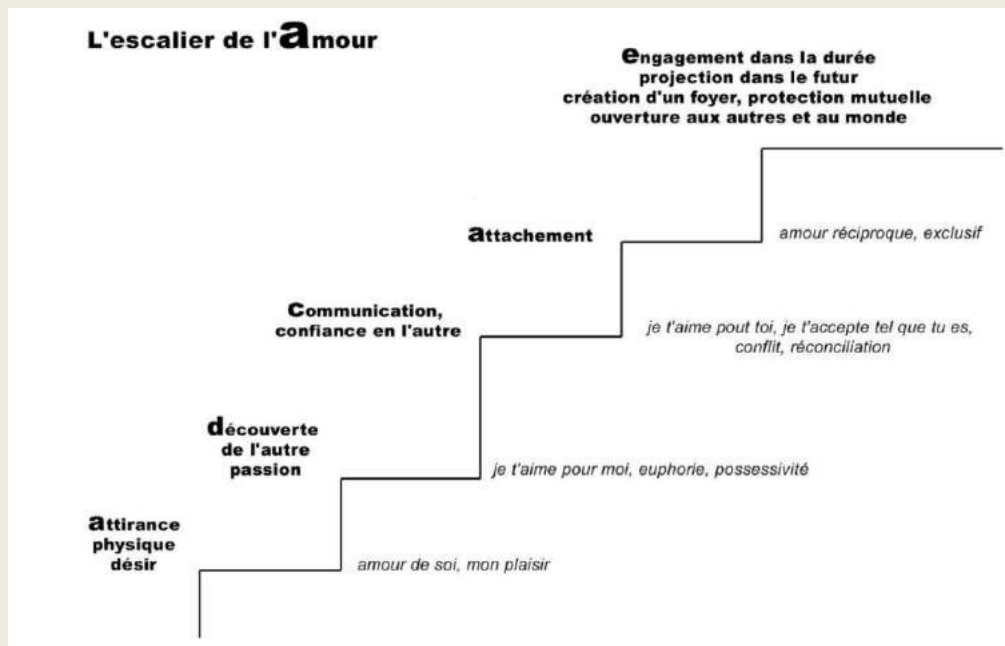 L'escalier de l'amour
engagement dans la durée
projection dans le futur
création d'un foyer, protection mutuelle
ouverture aux autres et au monde
attachement
amour réciproque, exclusif
communication,
confiance en l'autre
je t'aime pout toi, je t'accepte tel que tu es,
conflit, réconciliation
découverte
de l'autre
passion
je t'aime pour moi, euphorie, possessivité
attirance
physique
désir
amour de soi, mon plaisir